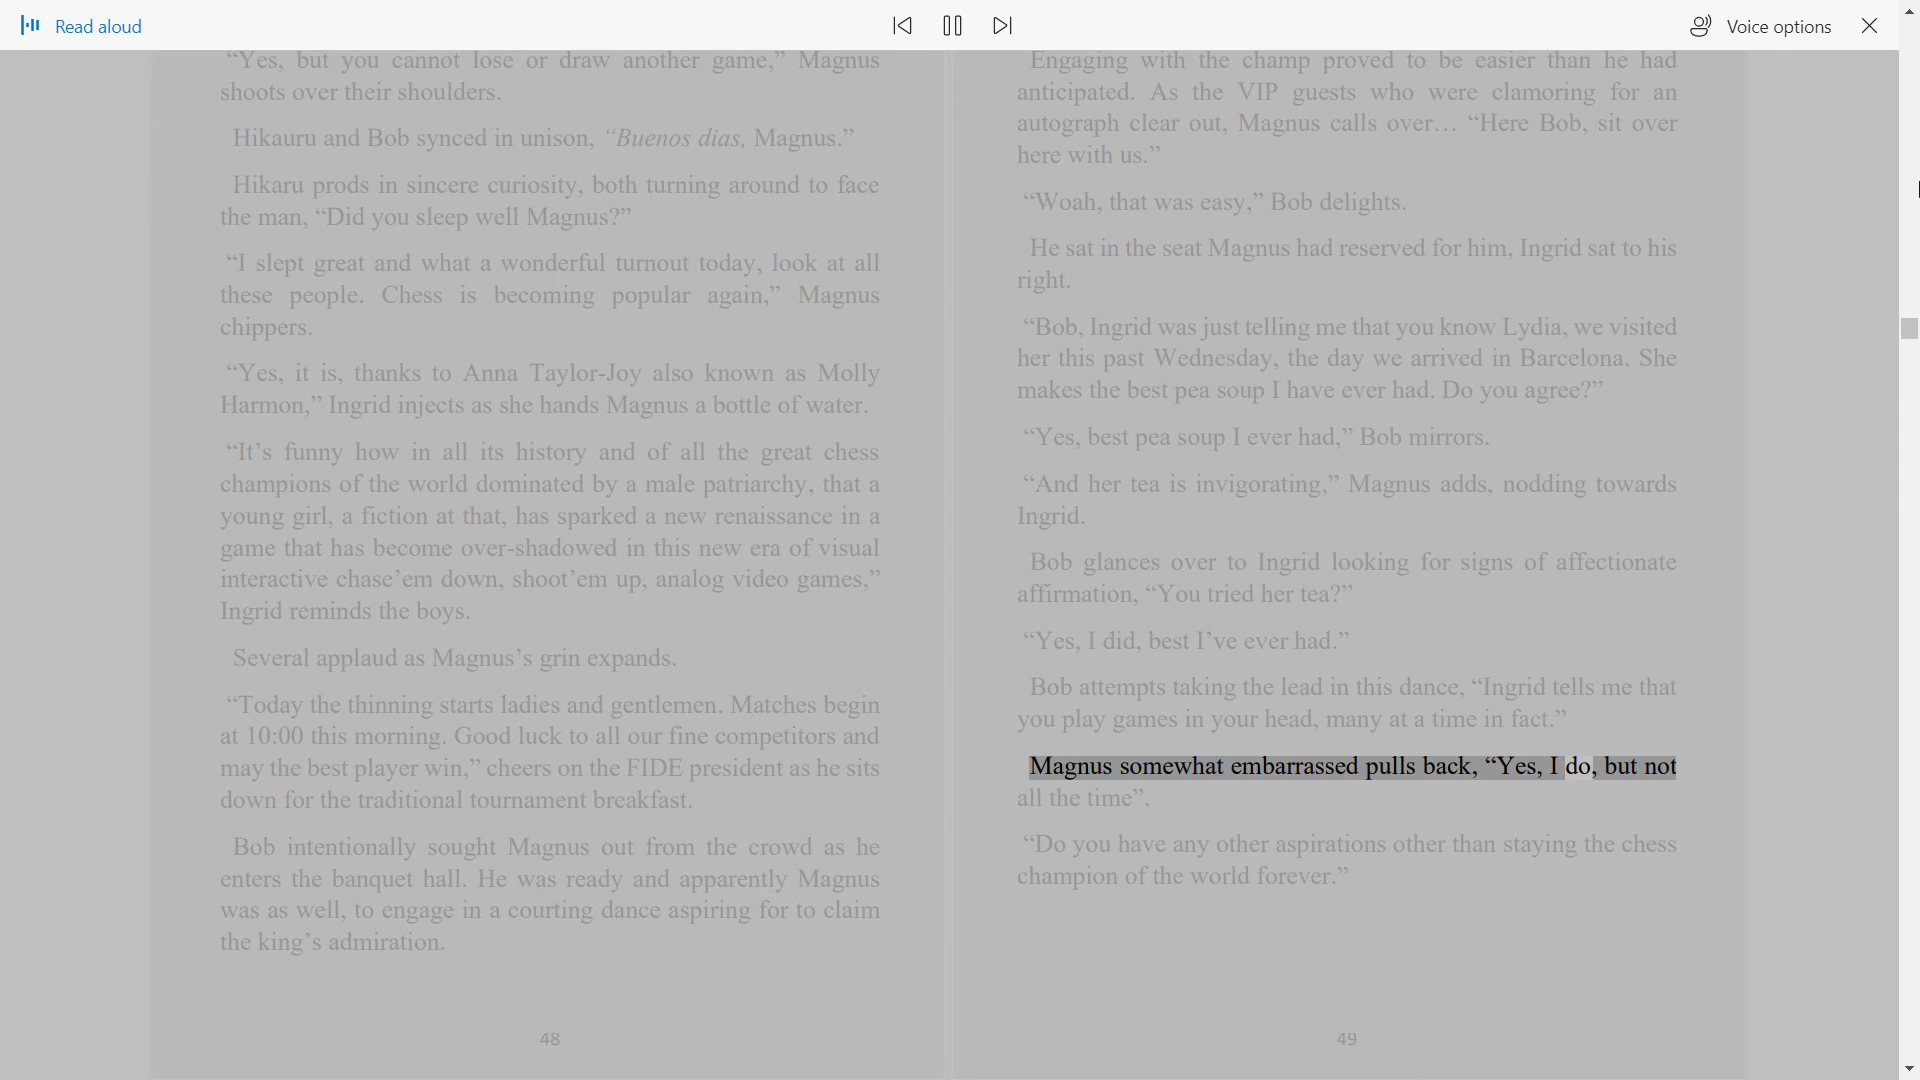 Read aloud
Voice options
“Yes, but you cannot lose or draw another game,” Magnus
shoots over their shoulders.
Hikauru and Bob synced in unison, “Buenos dias, Magnus.”
Hikaru prods in sincere curiosity, both turning around to face
the man, “Did you sleep well Magnus?”
“I slept great and what a wonderful turnout today, look at all
these people. Chess is becoming popular again,” Magnus
chippers.
“Yes, it is, thanks to Anna Taylor-Joy also known as Molly
Harmon,” Ingrid injects as she hands Magnus a bottle of water.
“It’s funny how in all its history and of all the great chess
champions of the world dominated by a male patriarchy, that a
young girl, a fiction at that, has sparked a new renaissance in a
game that has become over-shadowed in this new era of visual
interactive chase’em down, shoot’em up, analog video games,”
Ingrid reminds the boys.
Several applaud as Magnus’s grin expands.
“Today the thinning starts ladies and gentlemen. Matches begin
at 10:00 this morning. Good luck to all our fine competitors and
may the best player win,” cheers on the FIDE president as he sits
down for the traditional tournament breakfast.
Bob intentionally sought Magnus out from the crowd as he
enters the banquet hall. He was ready and apparently Magnus
was as well, to engage in a courting dance aspiring for to claim
the king’s admiration.
48
Engaging with the champ proved to be easier than he had
anticipated. As the VIP guests who were clamoring for an
autograph clear out, Magnus calls over… “Here Bob, sit over
here with us.”
“Woah, that was easy,” Bob delights.
He sat in the seat Magnus had reserved for him, Ingrid sat to his
right.
“Bob, Ingrid was just telling me that you know Lydia, we visited
her this past Wednesday, the day we arrived in Barcelona. She
makes the best pea soup I have ever had. Do you agree?”
“Yes, best pea soup I ever had,” Bob mirrors.
“And her tea is invigorating,” Magnus adds, nodding towards
Ingrid.
Bob glances over to Ingrid looking for signs of affectionate
affirmation, “You tried her tea?”
“Yes, I did, best I’ve ever had.”
Bob attempts taking the lead in this dance, “Ingrid tells me that
you play games in your head, many at a time in fact.”
Magnus somewhat embarrassed pulls back, “Yes, I do, but not
all the time”.
“Do you have any other aspirations other than staying the chess
champion of the world forever.”
49